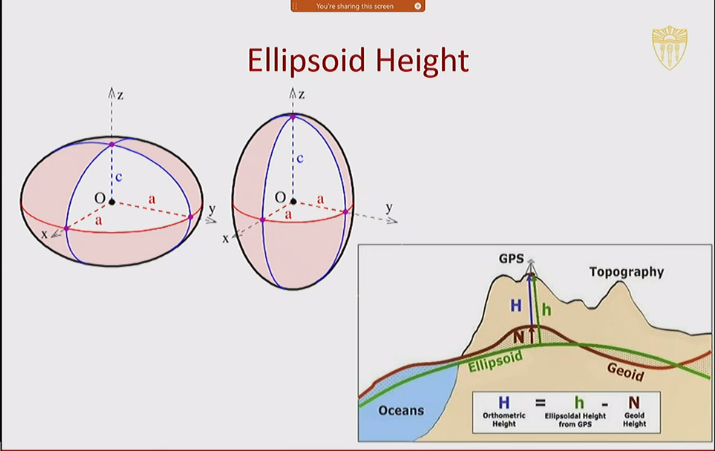 You're sharing this screen
Ellipsoid Height
z
c
O
a
a
y
x
z
c
O
a
a
y
x
GPS
Topography
H
h
N
Ellipsoid
Geoid
Oceans
H = h - N
Orthometric Height
Ellipsoidal Height from GPS
Geoid Height